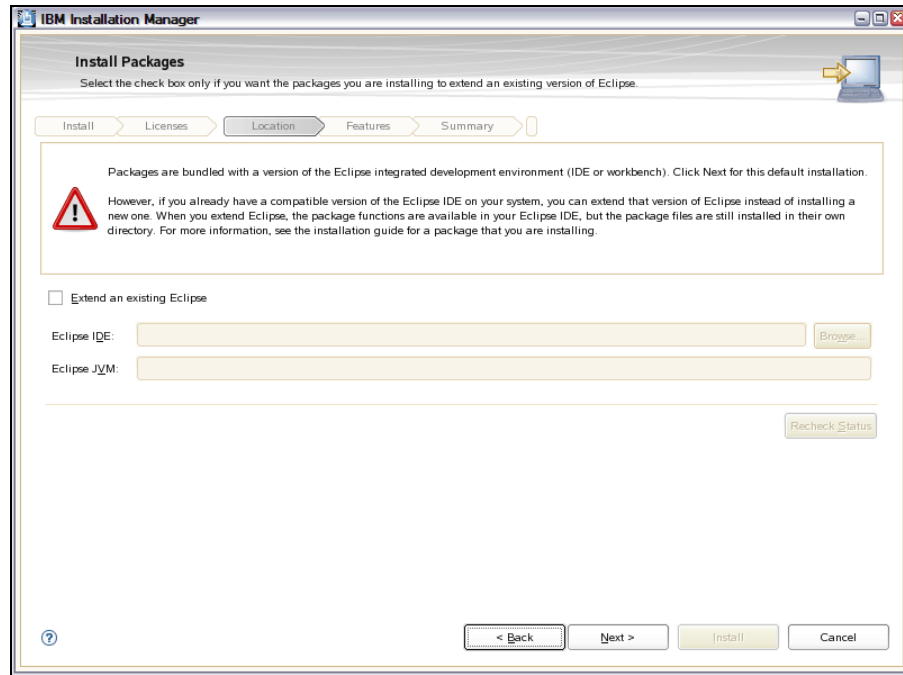 IBM Installation Manager
Install Packages
Select the check box only if you want the packages you are installing to extend an existing version of Eclipse.
Install
Licenses
Location
Features
Summary
Packages are bundled with a version of the Eclipse integrated development environment (IDE or workbench). Click Next for this default installation.
However, if you already have a compatible version of the Eclipse IDE on your system, you can extend that version of Eclipse instead of installing a
new one. When you extend Eclipse, the package functions are available in your Eclipse IDE, but the package files are still installed in their own
directory. For more information, see the installation guide for a package that you are installing.
Extend an existing Eclipse
Eclipse IDE:
Browse...
Eclipse JVM:
Recheck Status
?
< Back
Next >
Install
Cancel